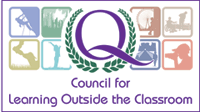 Q
Council for
Learning Outside the Classroom